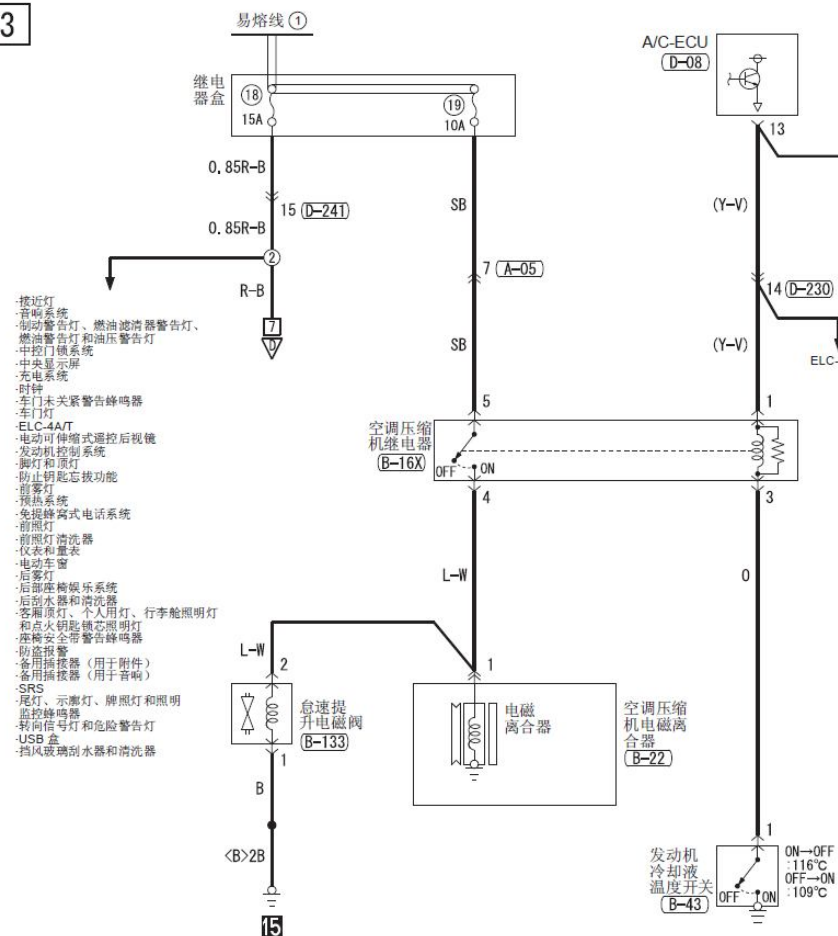 3
易熔线 ①
A/C-ECU
D-08
继电
器盒
18
15A
19
10A
13
0.85R-B
15 D-241
SB
(Y-V)
0.85R-B
2
7 A-05
14 D-230
R-B
7
D
SB
(Y-V)
ELC-
·接近灯
·音响系统
·制动警告灯、燃油滤清器警告灯、
燃油警告灯和油压警告灯
·中控门锁系统
·中央显示屏
·充电系统
·时钟
·车门未关紧警告蜂鸣器
·车门灯
·ELC-4A/T
·电动可伸缩式遥控后视镜
·发动机控制系统
·脚灯和顶灯
·防止钥匙忘拔功能
·前雾灯
·预热系统
·免提蜂窝式电话系统
·前照灯
·前照灯清洗器
·仪表和量表
·电动车窗
·后雾灯
·后部座椅娱乐系统
·后刮水器和清洗器
·客厢顶灯、个人用灯、行李舱照明灯
和点火钥匙锁芯照明灯
·座椅安全带警告蜂鸣器
·防盗报警
·备用插接器（用于附件）
·备用插接器（用于音响）
·SRS
·尾灯、示廓灯、牌照灯和照明
监控蜂鸣器
·转向信号灯和危险警告灯
·USB 盒
·挡风玻璃刮水器和清洗器
5
1
空调压缩
机继电器
B-16X
OFF
ON
4
3
L-W
O
L-W
2
1
怠速提
升电磁阀
B-133
电磁
离合器
空调压缩
机电磁离
合器
B-22
1
B
<B>2B
15
1
发动机
冷却液
温度开关
B-43
OFF
ON
ON→OFF
:116℃
OFF→ON
:109℃